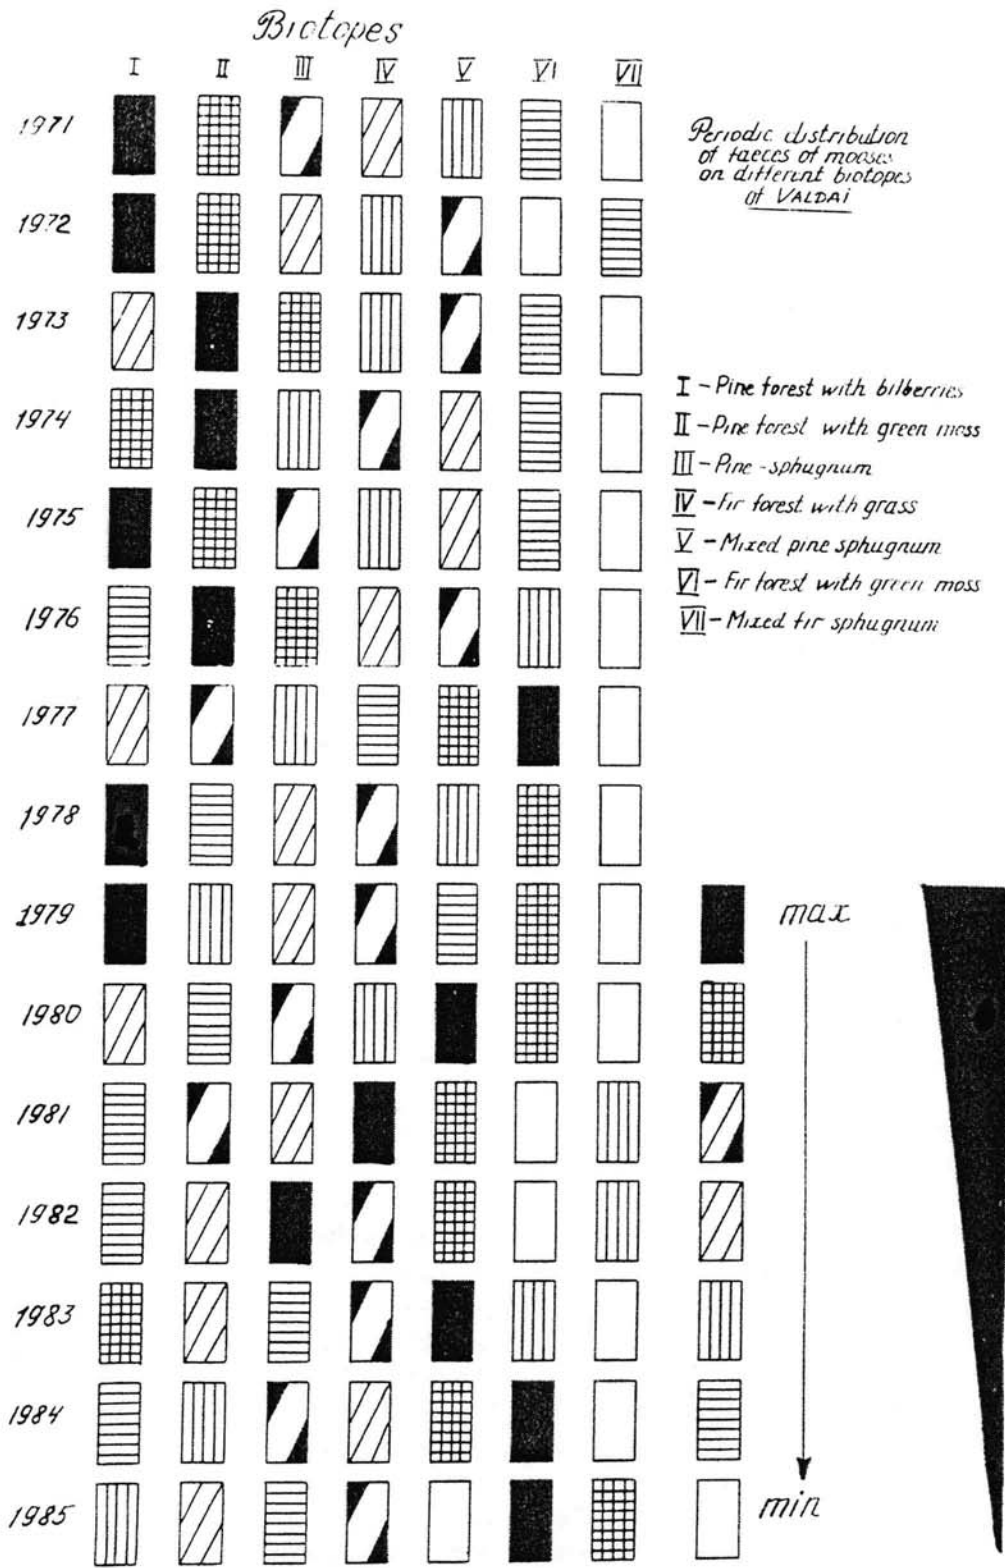 Biotopes
I II III IV V VI VII
1971
1972
1973
1974
1975
1976
1977
1978
1979
1980
1981
1982
1983
1984
1985
Periodic distribution
of faeces of mooses
on different biotopes
of VALDAI
I - Pine forest with bilberries
II - Pine forest with green moss
III - Pine - sphugnum
IV - Fir forest with grass
V - Mixed pine sphugnum
VI - Fir forest with green moss
VII - Mixed fir sphugnum
max
min